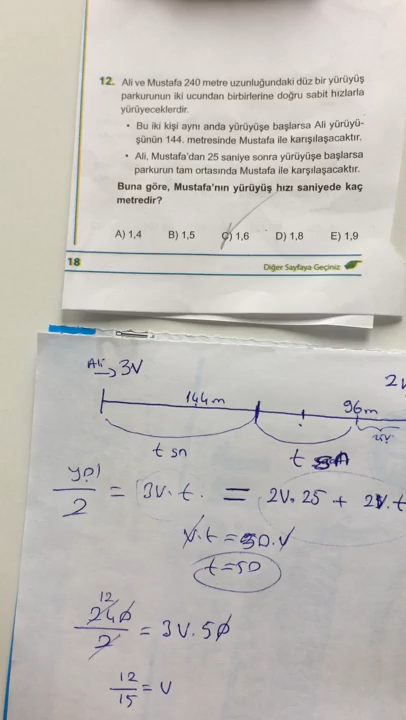 12. Ali ve Mustafa 240 metre uzunluğundaki düz bir yürüyüş
parkurunun iki ucundan birbirlerine doğru sabit hızlarla
yürüyeceklerdir.
• Bu iki kişi aynı anda yürüyüşe başlarsa Ali yürüyü-
şünün 144. metresinde Mustafa ile karışılaşacaktır.
• Ali, Mustafa'dan 25 saniye sonra yürüyüşe başlarsa
parkurun tam ortasında Mustafa ile karşılaşacaktır.
Buna göre, Mustafa'nın yürüyüş hızı saniyede kaç
metredir?
A) 1,4 B) 1,5 C) 1,6 D) 1,8 E) 1,9
18
Diğer Sayfaya Geçiniz
Ali 3V
144m 96m
t sn t
yol/2 = 3V.t. = 2V.25 + 2V.t
V.t = 50.V
t=50
12
240/2 = 3V.50
12/15 = V